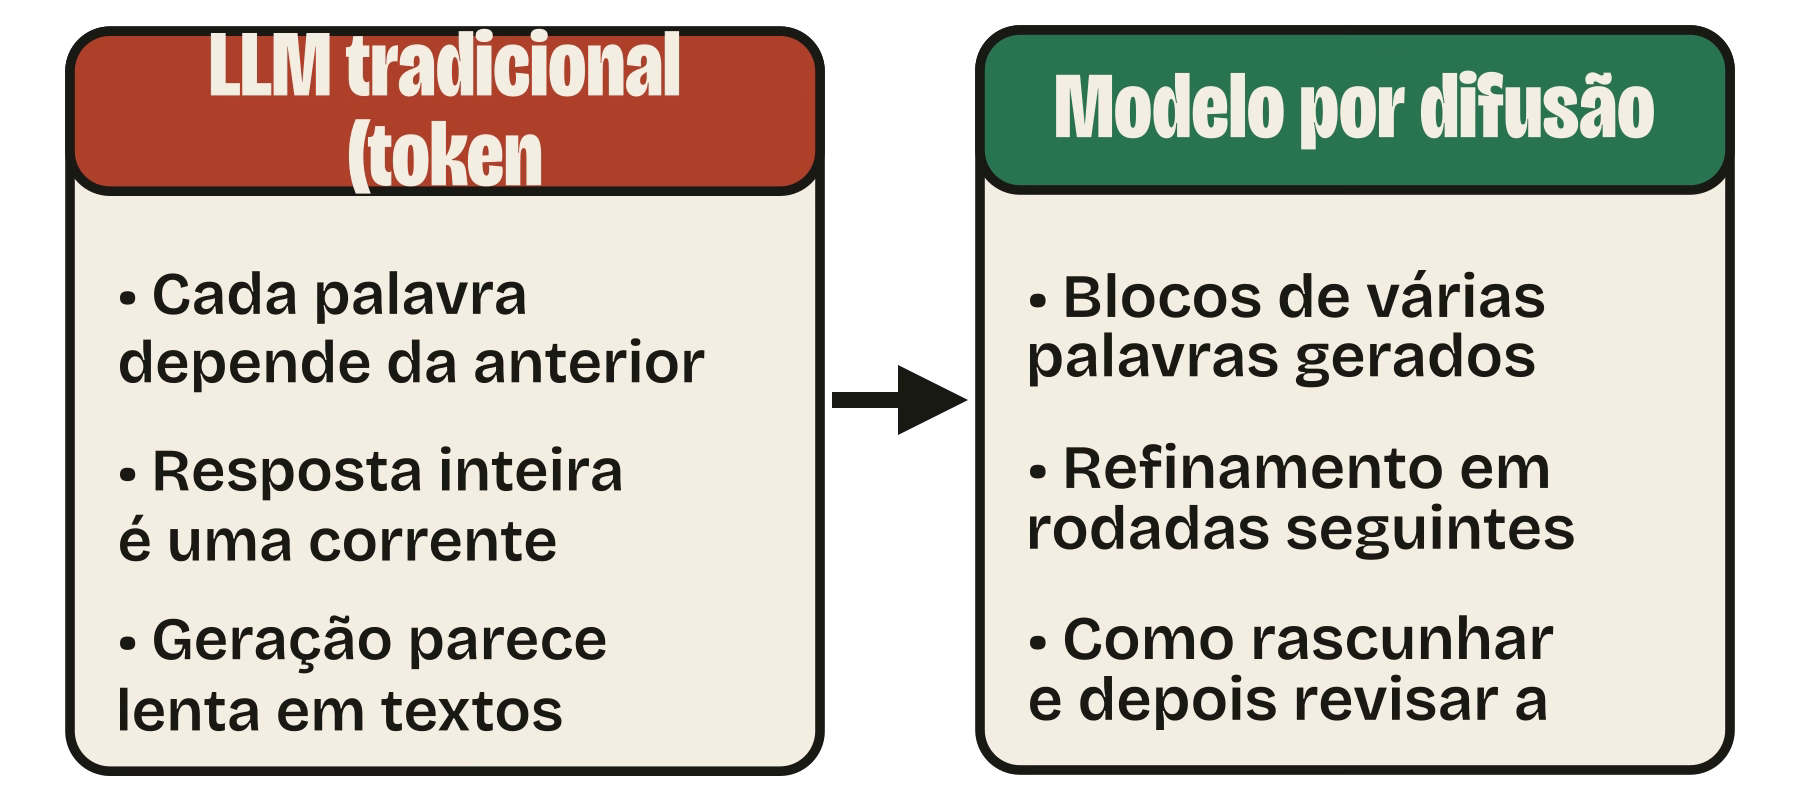 LLM tradicional
(token
• Cada palavra
depende da anterior
• Resposta inteira
é uma corrente
• Geração parece
lenta em textos
Modelo por difusão
• Blocos de várias
palavras gerados
• Refinamento em
rodadas seguintes
• Como rascunhar
e depois revisar a